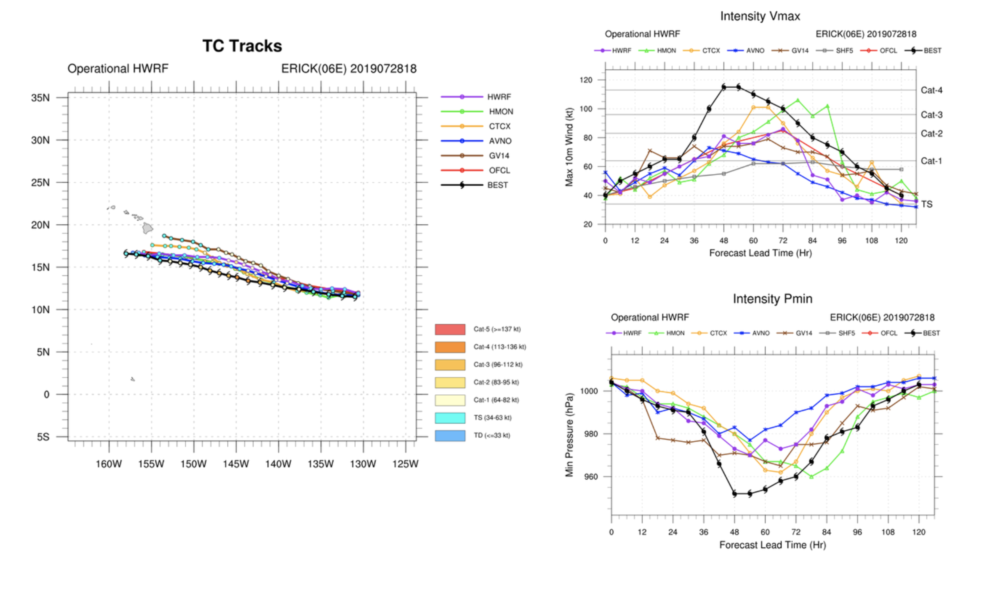 TC Tracks
Operational HWRF ERICK(06E) 2019072818
35N
30N
25N
20N
15N
10N
5N
0
5S
160W 155W 150W 145W 140W 135W 130W 125W
HWRF
HMON
CTCX
AVNO
GV14
OFCL
BEST
Cat-5 (>=137 kt)
Cat-4 (113-136 kt)
Cat-3 (96-112 kt)
Cat-2 (83-95 kt)
Cat-1 (64-82 kt)
TS (34-63 kt)
TD (<=33 kt)
Intensity Vmax
Operational HWRF ERICK(06E) 2019072818
HWRF HMON CTCX AVNO GV14 SHF5 OFCL BEST
Max 10m Wind (kt)
120
100
80
60
40
20
Cat-4
Cat-3
Cat-2
Cat-1
TS
0 12 24 36 48 60 72 84 96 108 120
Forecast Lead Time (Hr)
Intensity Pmin
Operational HWRF ERICK(06E) 2019072818
HWRF HMON CTCX AVNO GV14 SHF5 OFCL BEST
Min Pressure (hPa)
1000
980
960
0 12 24 36 48 60 72 84 96 108 120
Forecast Lead Time (Hr)